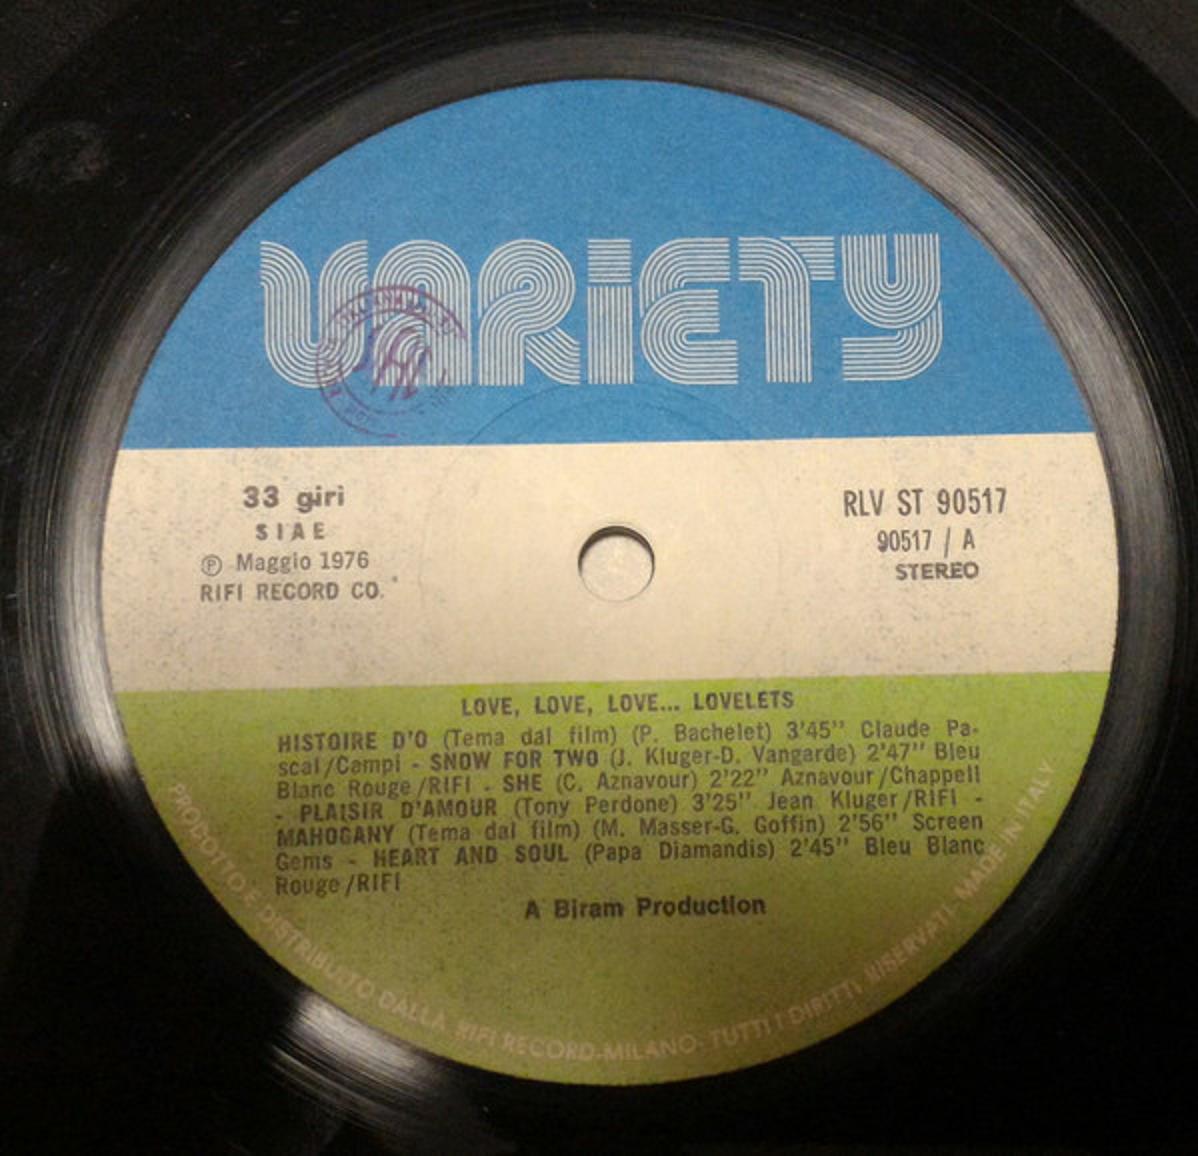 VARIETY
33 giri
SIAE
℗ Maggio 1976
RIFI RECORD CO.
RLV ST 90517
90517 / A
STEREO
LOVE, LOVE, LOVE... LOVELETS
HISTOIRE D'O (Tema dal film) (P. Bachelet) 3'45'' Claude Pa-
scal/Campi - SNOW FOR TWO (J. Kluger-D. Vangarde) 2'47'' Bleu
Blanc Rouge/RIFI - SHE (C. Aznavour) 2'22'' Aznavour/Chappell
- PLAISIR D'AMOUR (Tony Perdone) 3'25'' Jean Kluger/RIFI -
MAHOGANY (Tema dal film) (M. Masser-G. Goffin) 2'56'' Screen
Gems - HEART AND SOUL (Papa Diamandis) 2'45'' Bleu Blanc
Rouge/RIFI
A Biram Production
PRODOTTO E DISTRIBUITO DALLA RIFI RECORD-MILANO-TUTTI I DIRITTI RISERVATI-MADE IN ITALY